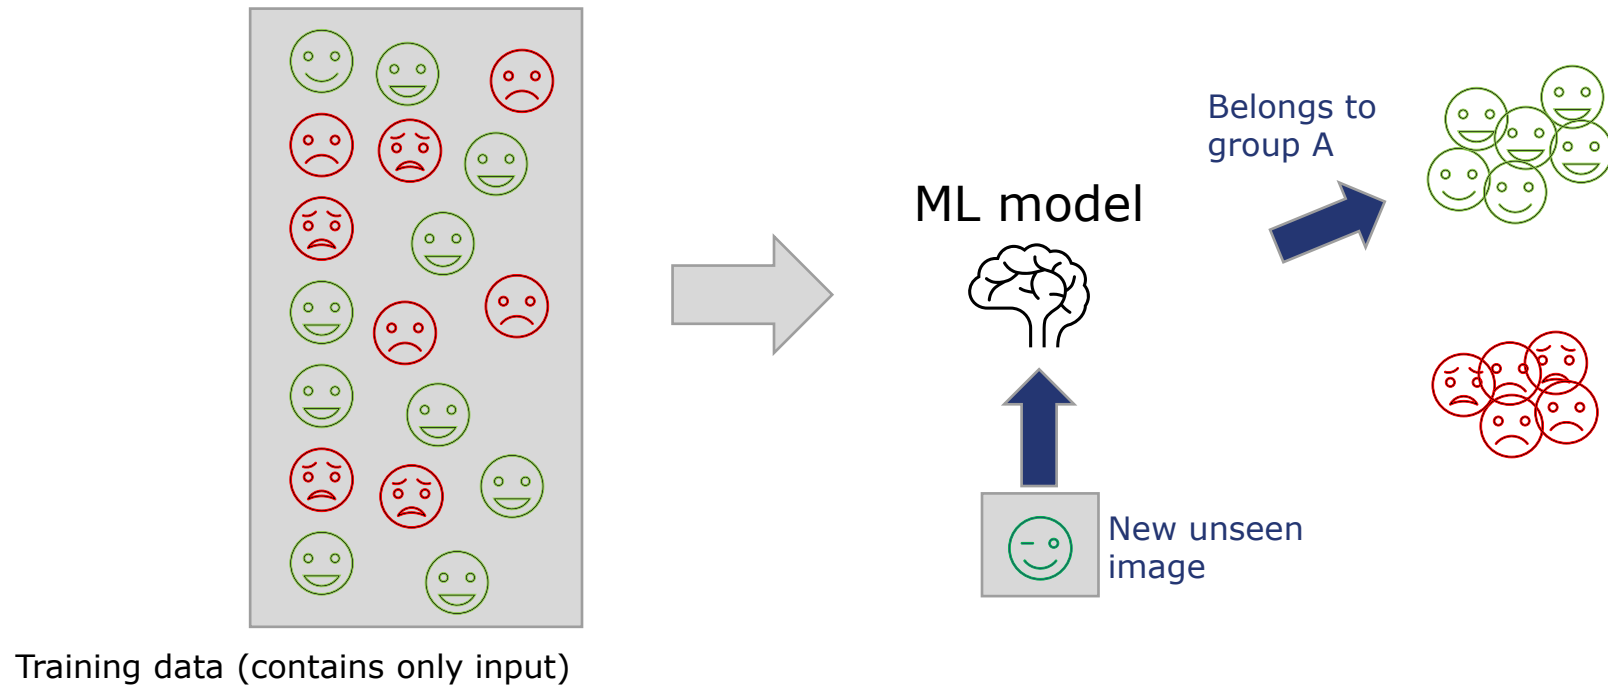 Belongs to
group A
ML model
New unseen
image
Training data (contains only input)